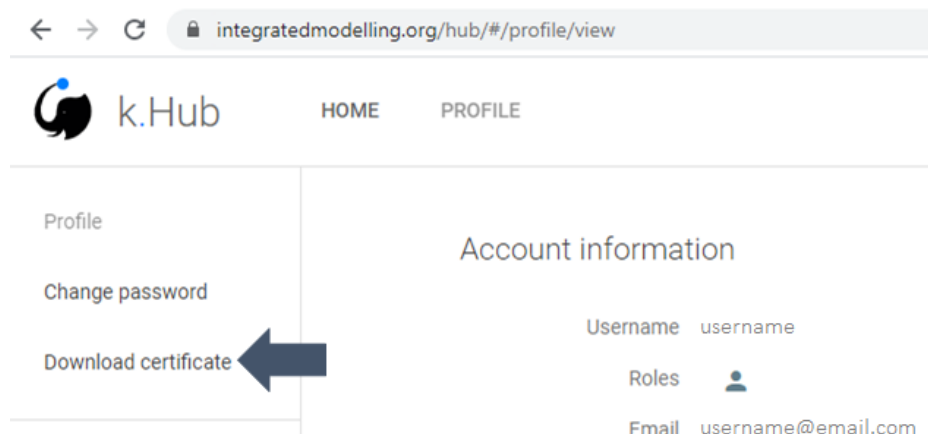 integratedmodelling.org/hub/#/profile/view
k.Hub HOME PROFILE
Profile
Change password
Download certificate
Account information
Username username
Roles
Email username@email.com